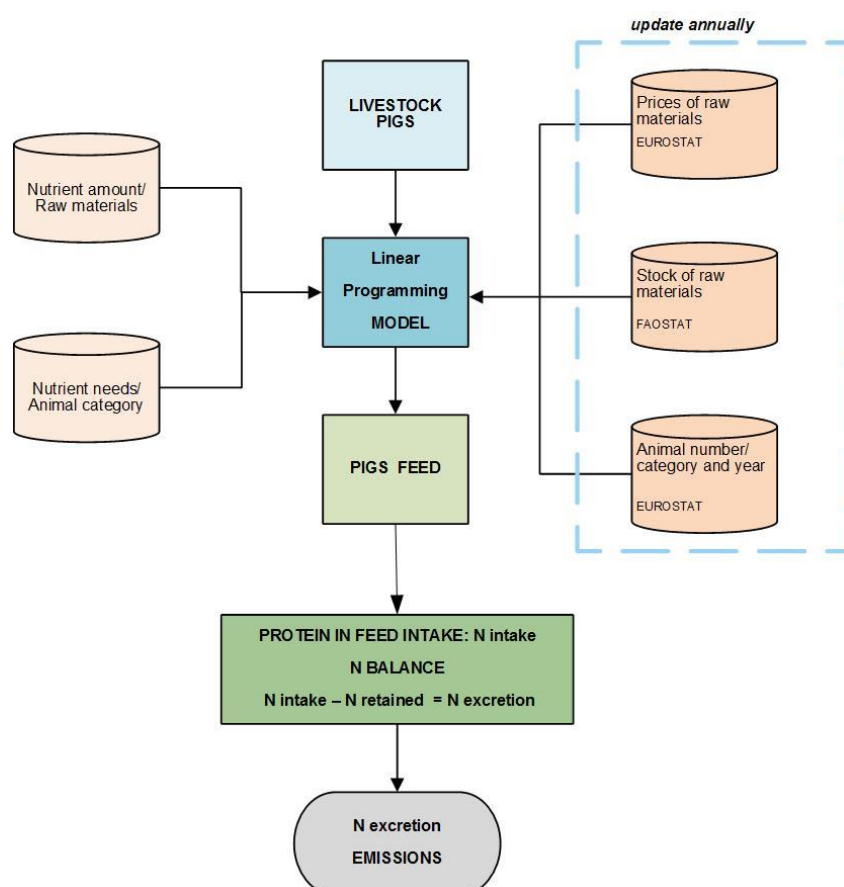 update annually
LIVESTOCK
PIGS
Prices of raw
materials
EUROSTAT
Nutrient amount/
Raw materials
Linear
Programming
MODEL
Stock of raw
materials
FAOSTAT
Nutrient needs/
Animal category
PIGS FEED
Animal number/
category and year
EUROSTAT
PROTEIN IN FEED INTAKE: N intake
N BALANCE
N intake – N retained = N excretion
N excretion
EMISSIONS